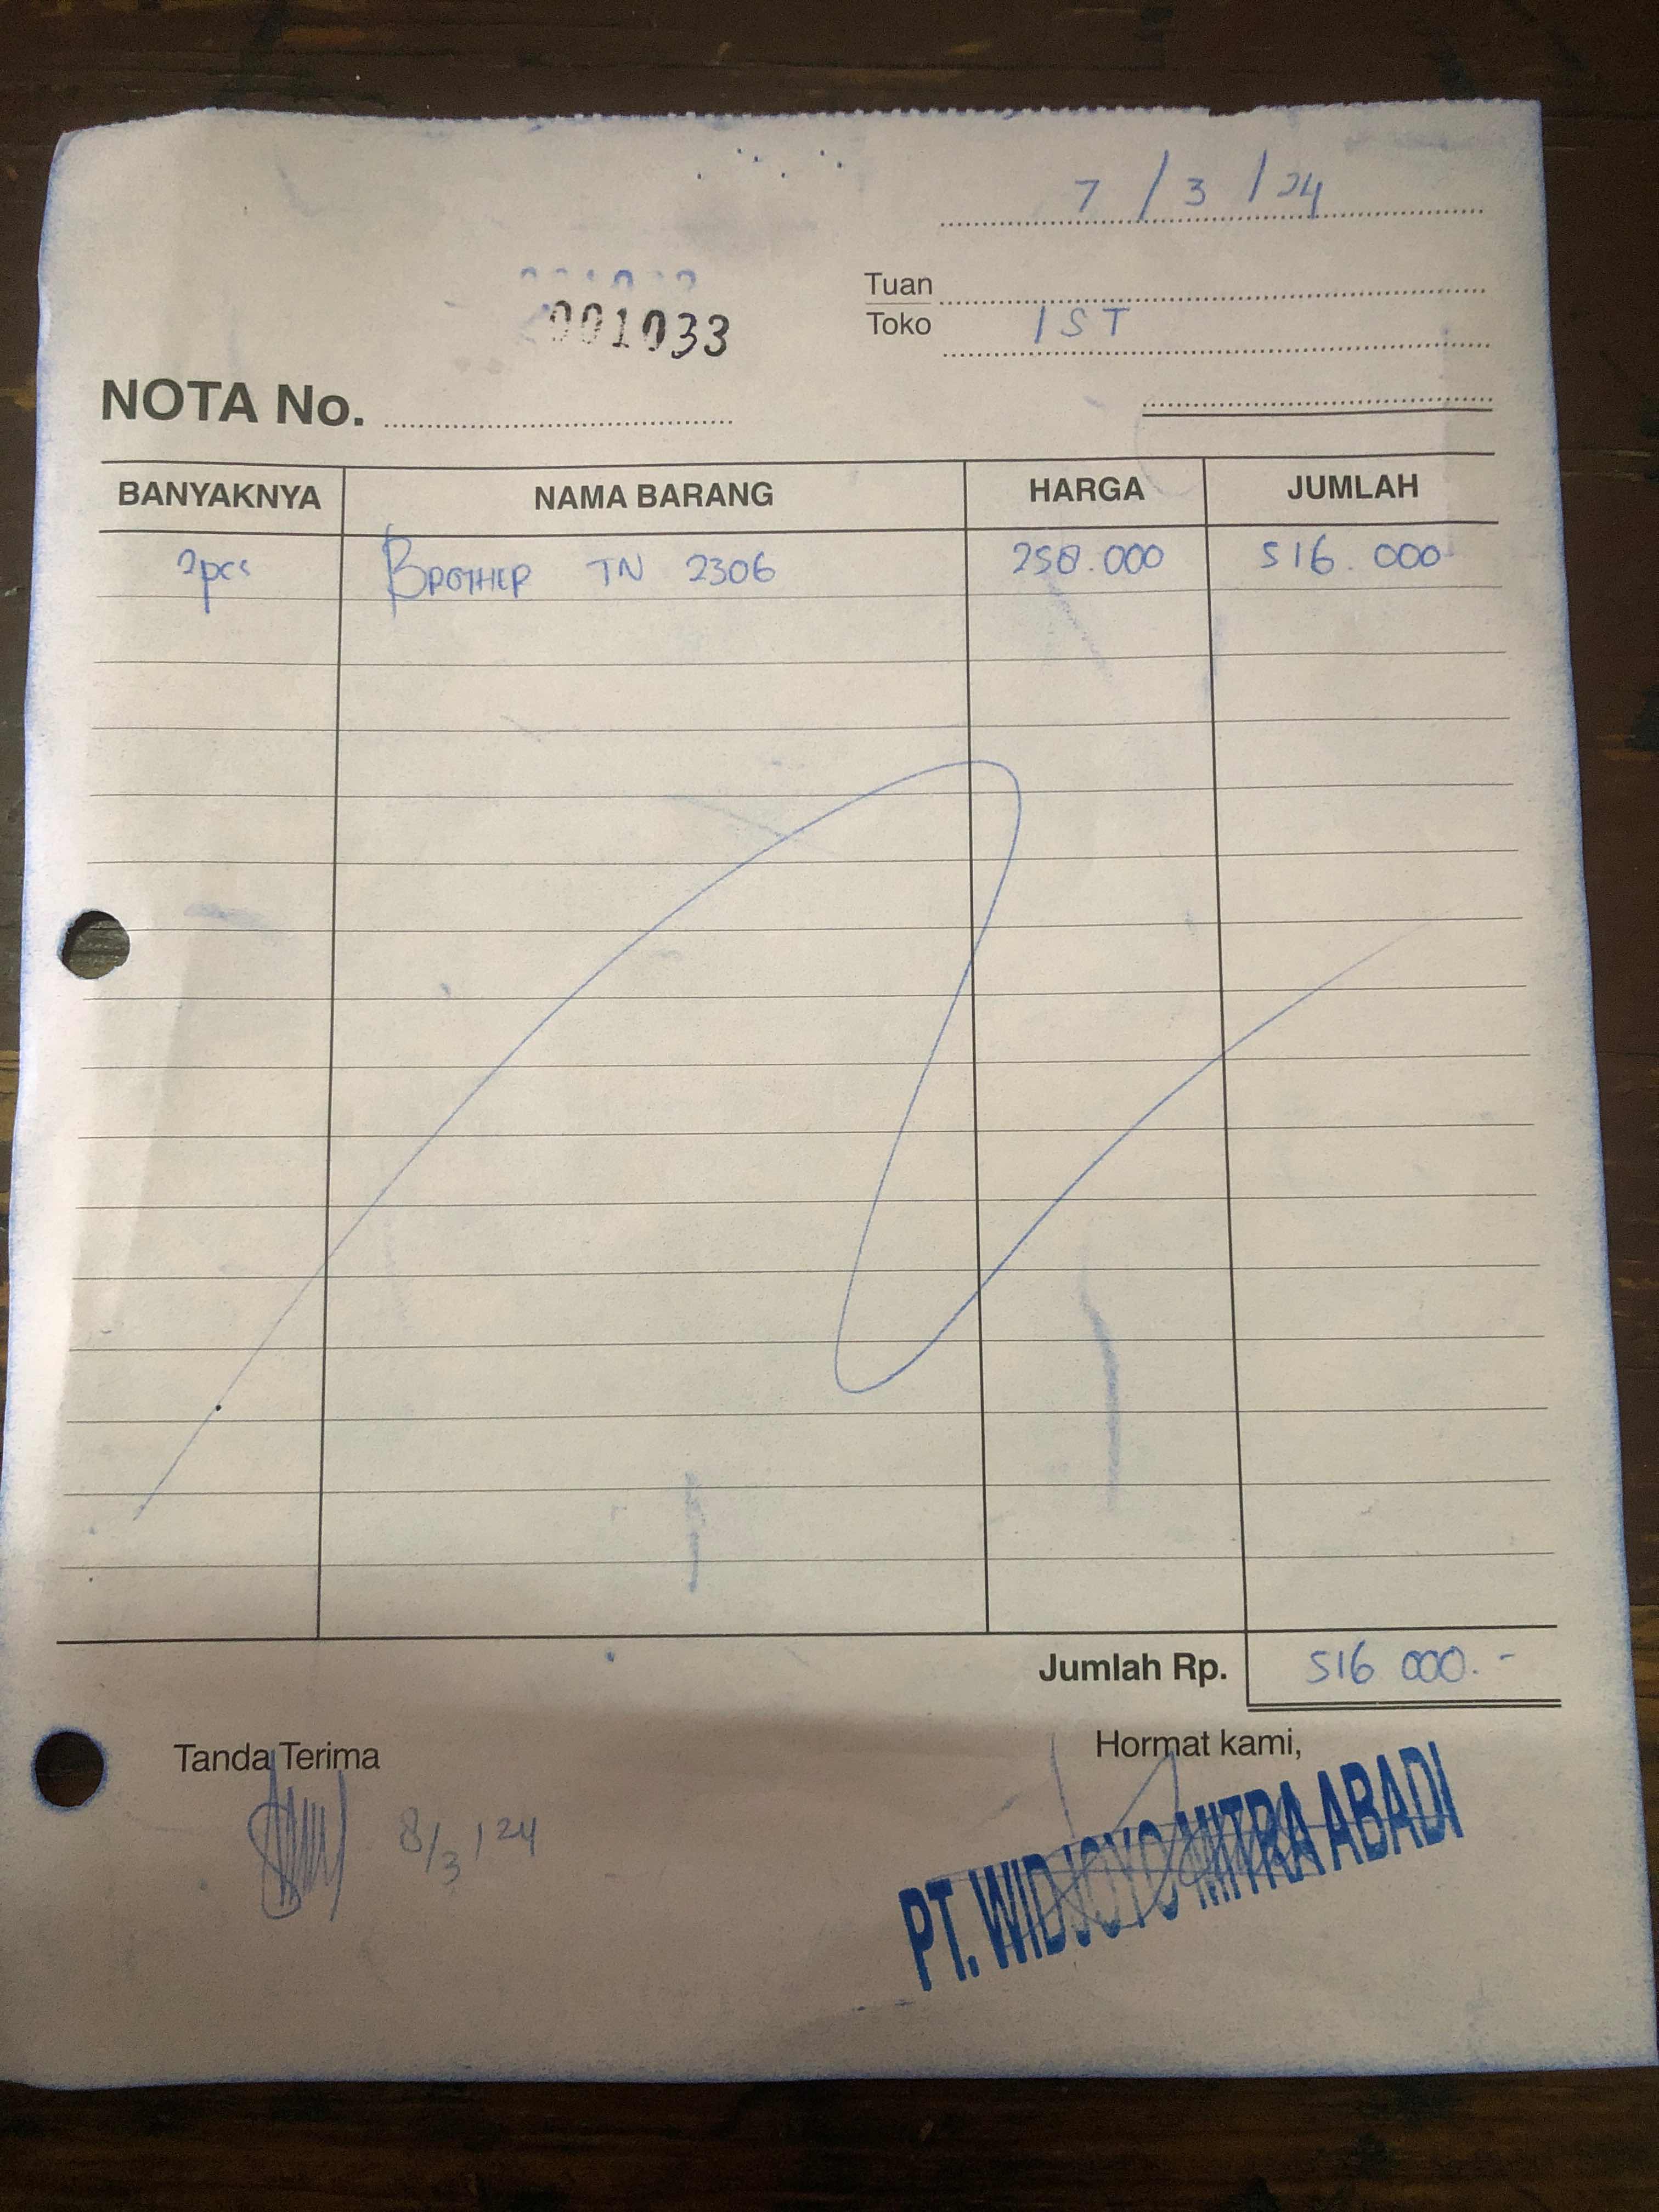 7 / 3 / 24
Tuan
Toko IST
001033
NOTA No.
BANYAKNYA NAMA BARANG HARGA JUMLAH
2pcs BROTHER TN 2306 258.000 516.000
Jumlah Rp. 516 000.-
Tanda Terima Hormat kami,
8/3/24
PT. WIDJOYO MITRA ABADI